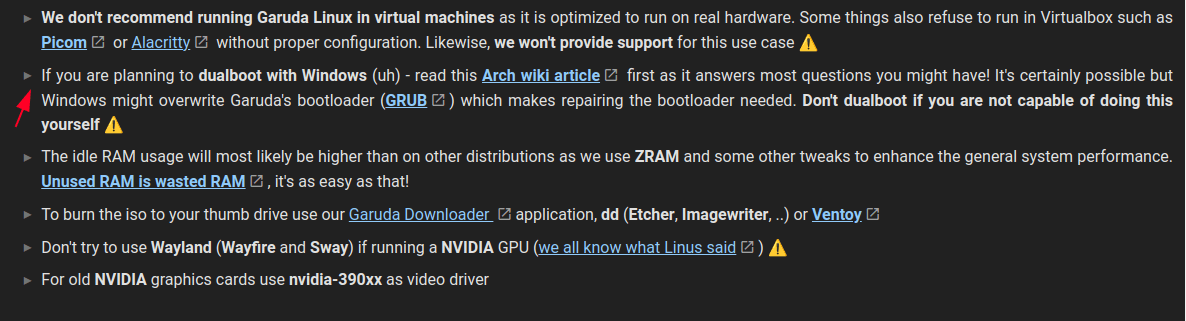 We don't recommend running Garuda Linux in virtual machines as it is optimized to run on real hardware. Some things also refuse to run in Virtualbox such as
Picom or Alacritty without proper configuration. Likewise, we won't provide support for this use case ⚠️
If you are planning to dualboot with Windows (uh) - read this Arch wiki article first as it answers most questions you might have! It's certainly possible but
Windows might overwrite Garuda's bootloader (GRUB ) which makes repairing the bootloader needed. Don't dualboot if you are not capable of doing this
yourself ⚠️
The idle RAM usage will most likely be higher than on other distributions as we use ZRAM and some other tweaks to enhance the general system performance.
Unused RAM is wasted RAM , it's as easy as that!
To burn the iso to your thumb drive use our Garuda Downloader application, dd (Etcher, Imagewriter, ..) or Ventoy
Don't try to use Wayland (Wayfire and Sway) if running a NVIDIA GPU (we all know what Linus said ) ⚠️
For old NVIDIA graphics cards use nvidia-390xx as video driver